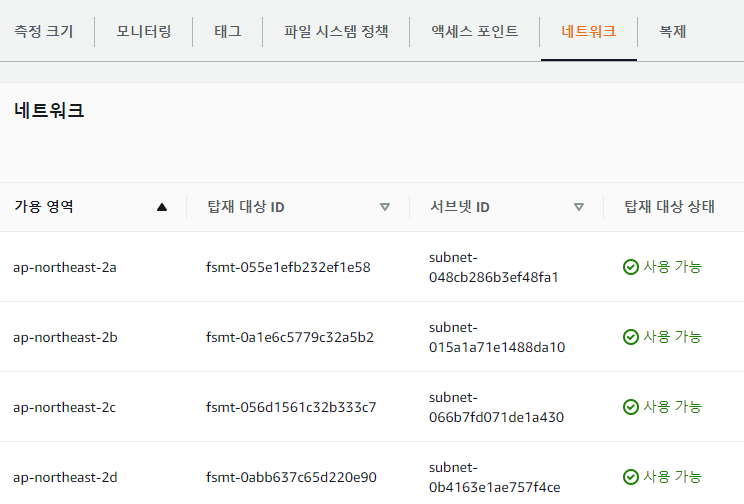 측정 크기 모니터링 태그 파일 시스템 정책 액세스 포인트 네트워크 복제
네트워크
가용 영역 탑재 대상 ID 서브넷 ID 탑재 대상 상태
ap-northeast-2a fsmt-055e1efb232ef1e58 subnet-
048cb286b3ef48fa1 사용 가능
ap-northeast-2b fsmt-0a1e6c5779c32a5b2 subnet-
015a1a71e1488da10 사용 가능
ap-northeast-2c fsmt-056d1561c32b333c7 subnet-
066b7fd071de1a430 사용 가능
ap-northeast-2d fsmt-0abb637c65d220e90 subnet-
0b4163e1ae757f4ce 사용 가능